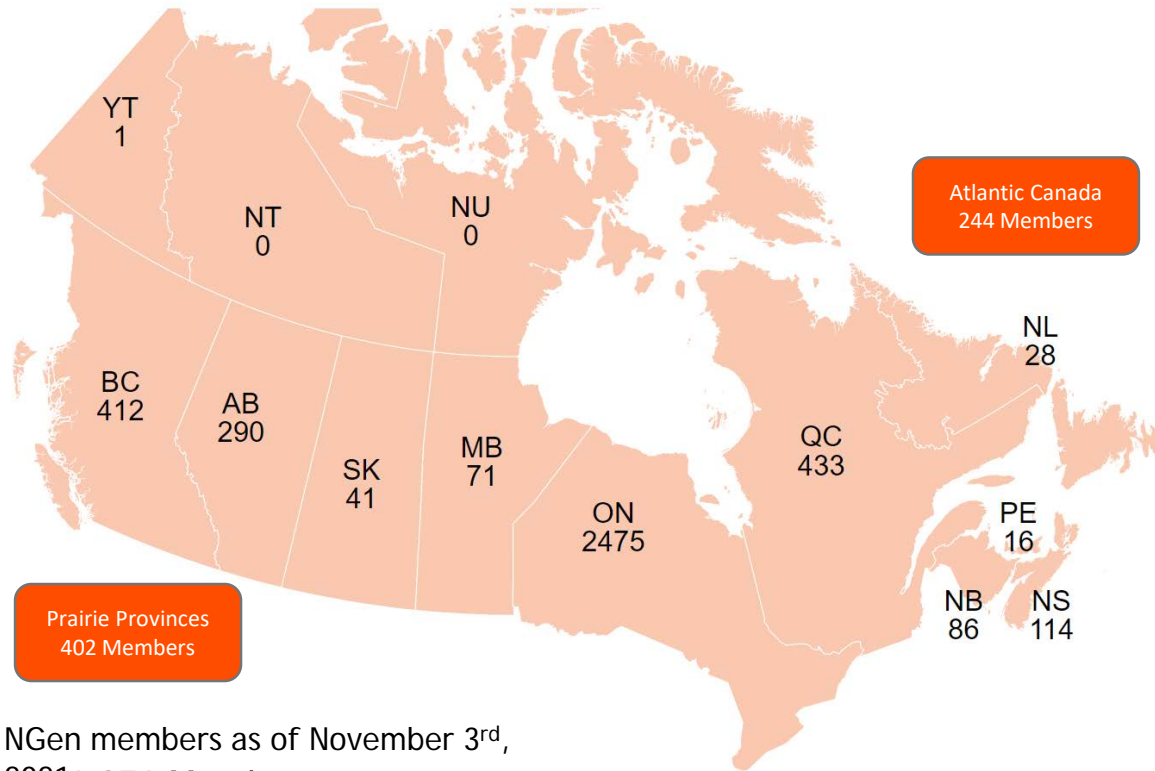 YT
1
NT
0
NU
0
Atlantic Canada
244 Members
NL
28
BC
412
AB
290
SK
41
MB
71
ON
2475
QC
433
PE
16
NB
86
NS
114
Prairie Provinces
402 Members
NGen members as of November 3rd,